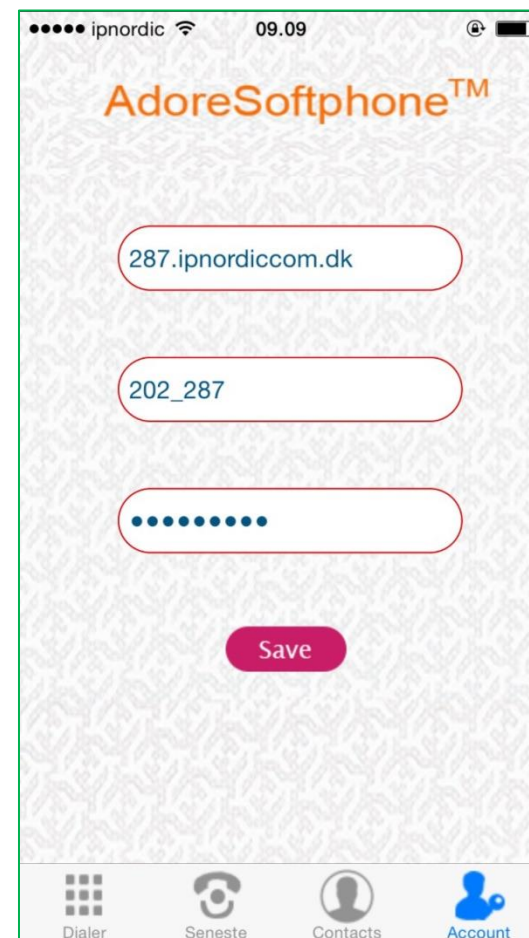 ipnordic 09.09
AdoreSoftphone™
287.ipnordiccom.dk
202_287
•••••••••
Save
Dialer Seneste Contacts Account